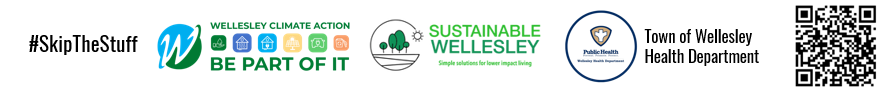 #SkipTheStuff
WELLESLEY CLIMATE ACTION
BE PART OF IT
SUSTAINABLE
WELLESLEY
Simple solutions for lower impact living
Public Health
Wellesley Health Department
Town of Wellesley
Health Department